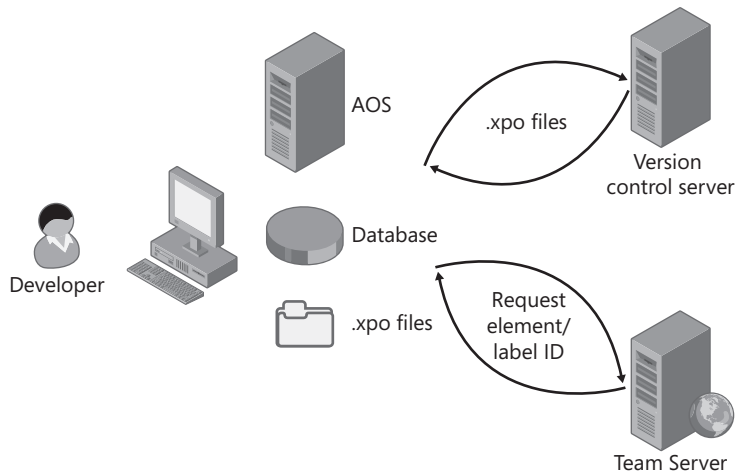 AOS
.xpo files
Version
control server
Developer
Database
.xpo files
Request
element/
label ID
Team Server